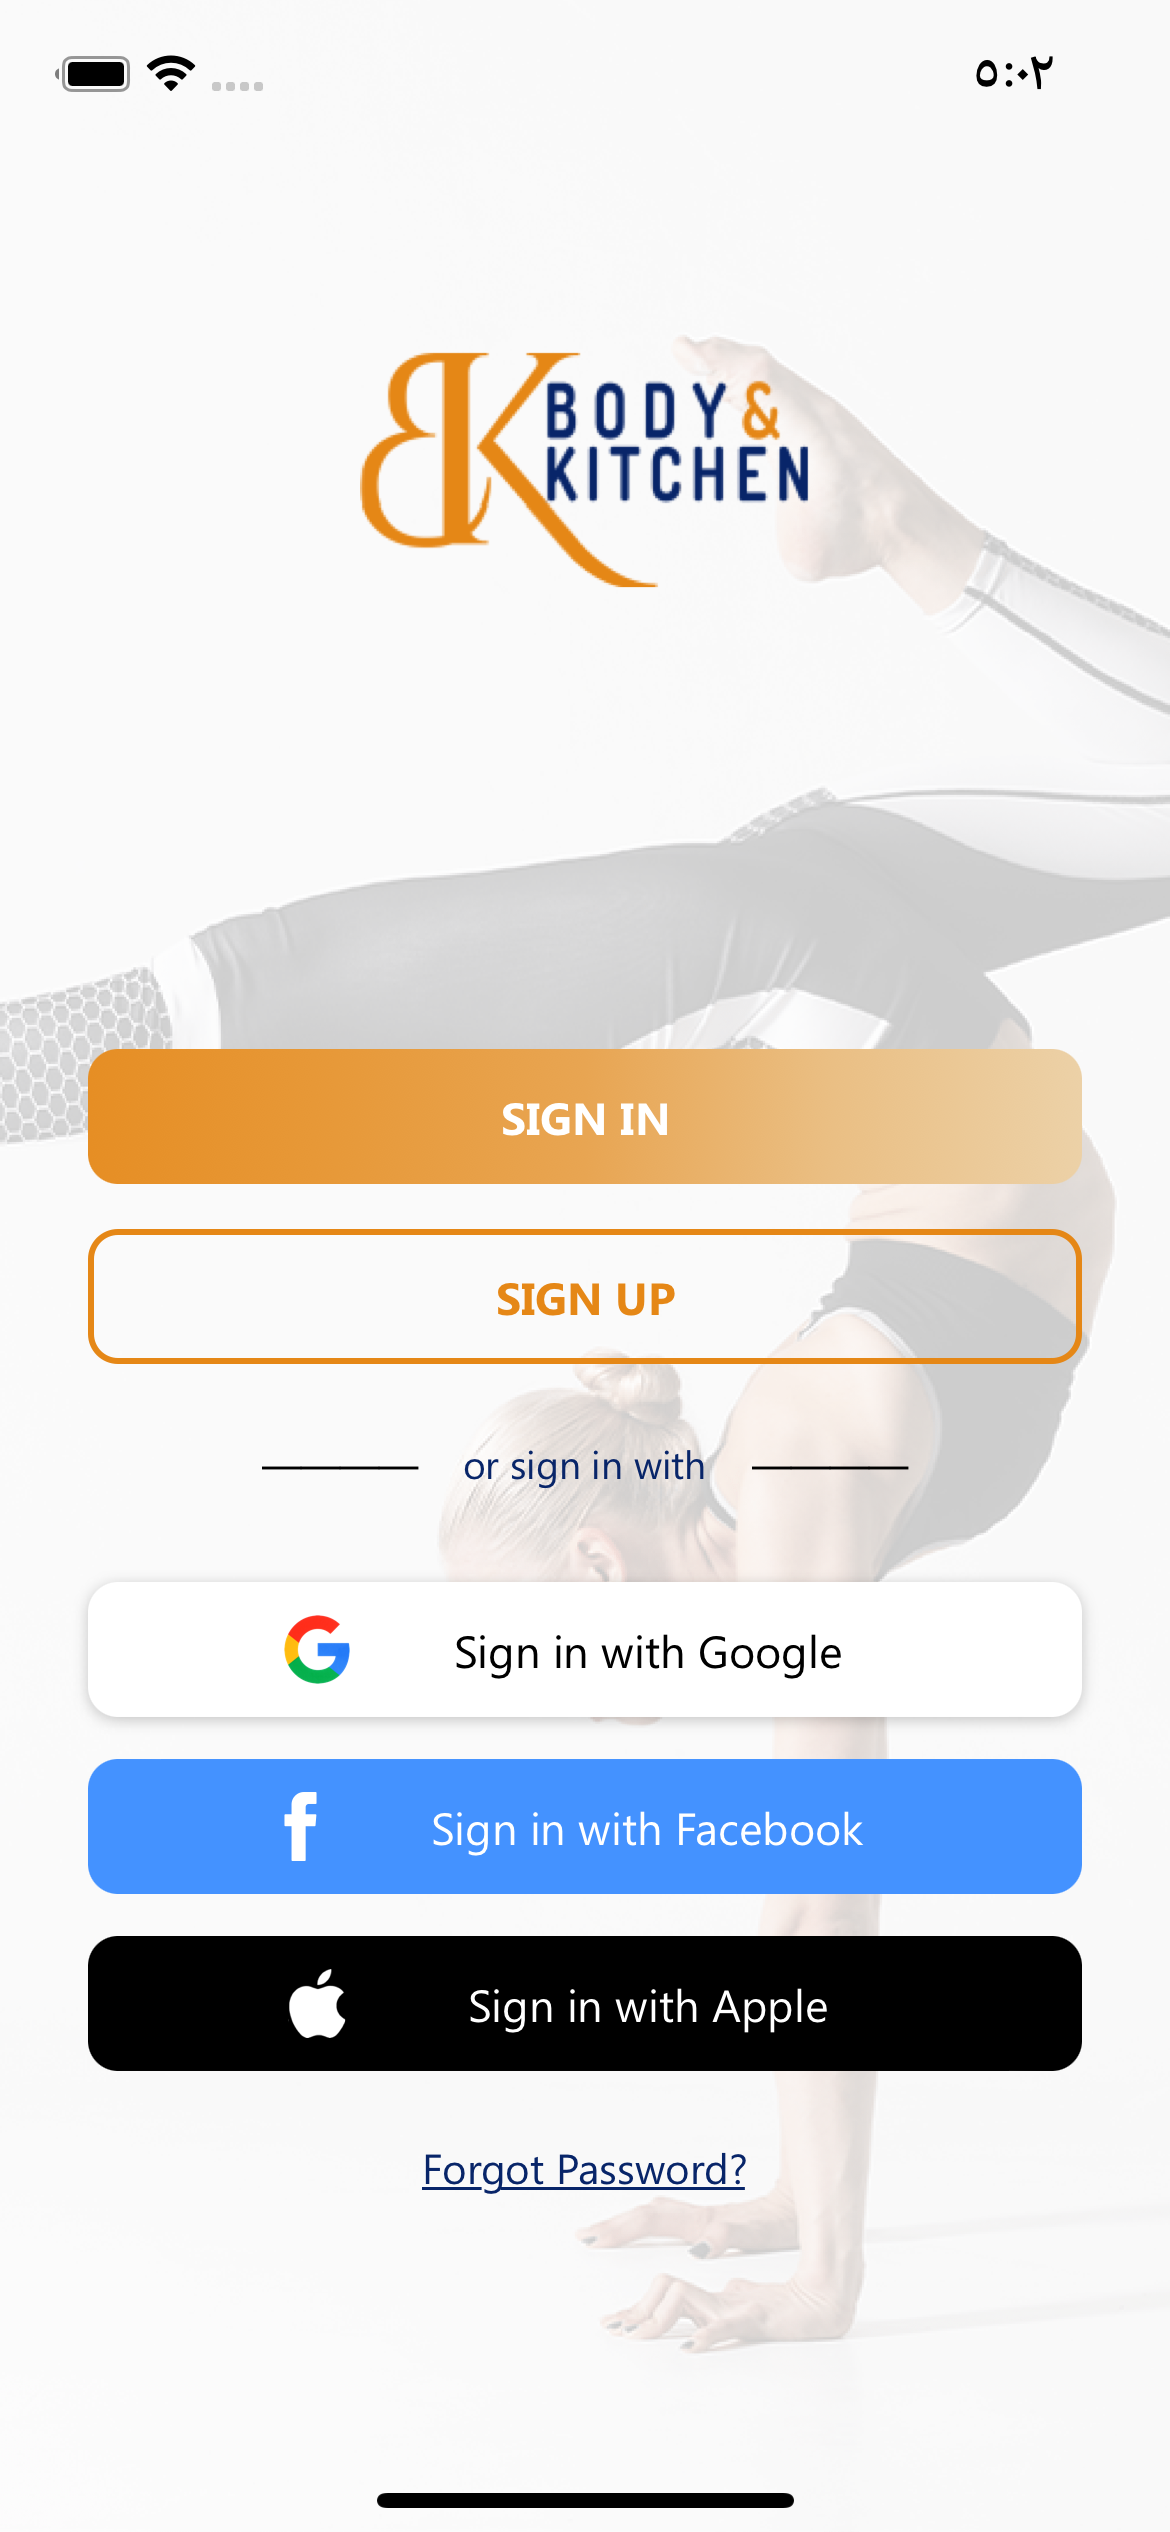 ٥:٠٢
BK BODY &
KITCHEN
SIGN IN
SIGN UP
or sign in with
Sign in with Google
Sign in with Facebook
Sign in with Apple
Forgot Password?